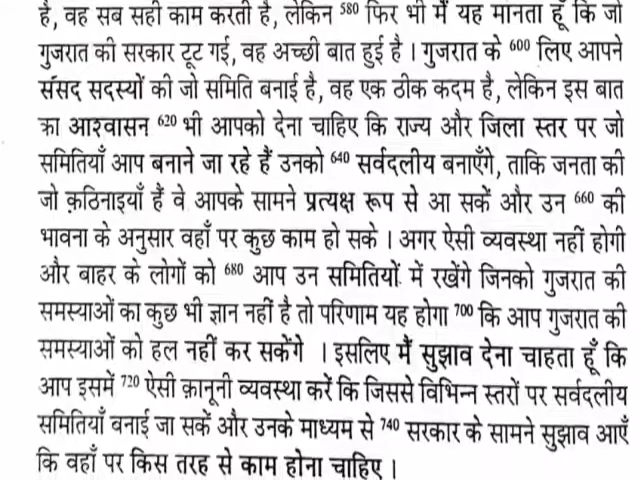 है, वह सब सही काम करती है, लेकिन 580 फिर भी मैं यह मानता हूँ कि जो
गुजरात की सरकार टूट गई, वह अच्छी बात हुई है । गुजरात के 600 लिए आपने
संसद सदस्यों की जो समिति बनाई है, वह एक ठीक कदम है, लेकिन इस बात
का आश्वासन 620 भी आपको देना चाहिए कि राज्य और जिला स्तर पर जो
समितियाँ आप बनाने जा रहे हैं उनको 640 सर्वदलीय बनाएँगे, ताकि जनता की
जो क़ठिनाइयाँ हैं वे आपके सामने प्रत्यक्ष रूप से आ सकें और उन 660 की
भावना के अनुसार वहाँ पर कुछ काम हो सके । अगर ऐसी व्यवस्था नहीं होगी
और बाहर के लोगों को 680 आप उन समितियों में रखेंगे जिनको गुजरात की
समस्याओं का कुछ भी ज्ञान नहीं है तो परिणाम यह होगा 700 कि आप गुजरात की
समस्याओं को हल नहीं कर सकेंगे । इसलिए मैं सुझाव देना चाहता हूँ कि
आप इसमें 720 ऐसी क़ानूनी व्यवस्था करें कि जिससे विभिन्न स्तरों पर सर्वदलीय
समितियाँ बनाई जा सकें और उनके माध्यम से 740 सरकार के सामने सुझाव आएँ
कि वहाँ पर किस तरह से काम होना चाहिए ।